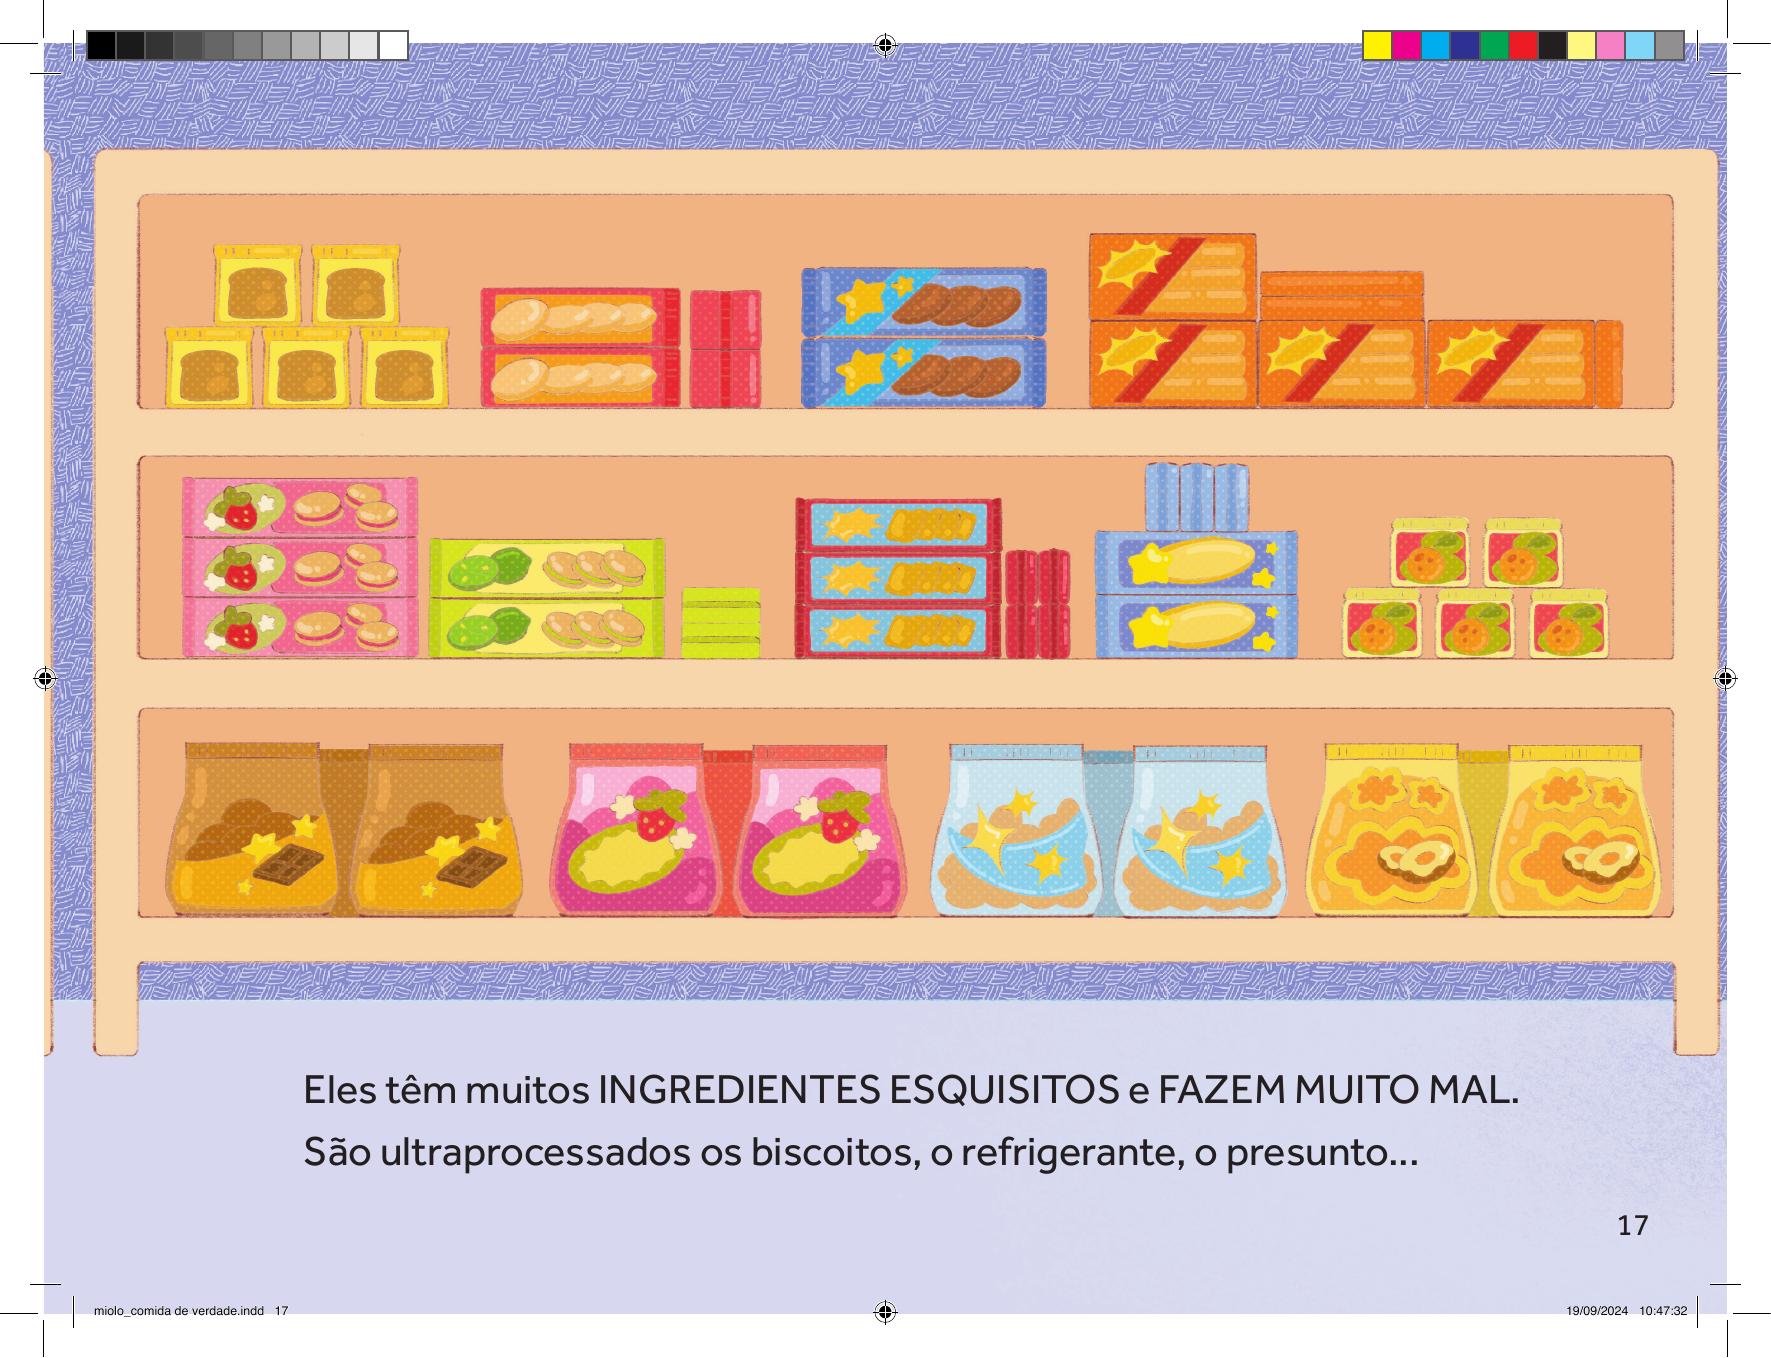 Eles têm muitos INGREDIENTES ESQUISITOS e FAZEM MUITO MAL.
São ultraprocessados os biscoitos, o refrigerante, o presunto...
17
miolo_comida de verdade.indd   17
19/09/2024   10:47:32